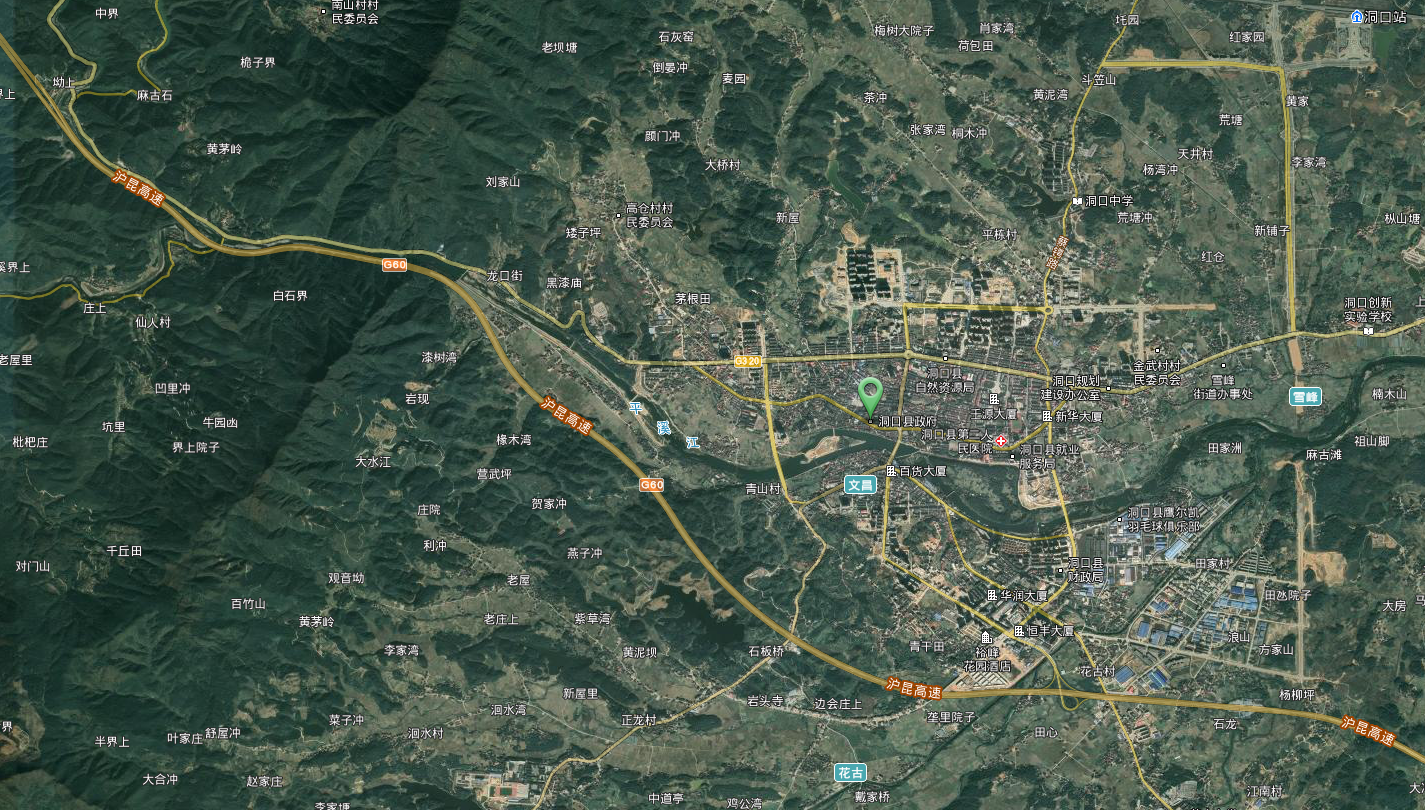 中界
南山村村
民委员会
洞口站
圫园
梅树大院子
肖家湾
荷包田
红家园
石灰窑
老坝塘
桅子界
倒晏冲
麦园
斗笠山
坳上
界上
麻古石
茶冲
黄泥湾
黄家
荒塘
颜门冲
张家湾
桐木冲
黄茅岭
大桥村
天井村
杨湾冲
李家湾
沪昆高速
刘家山
洞口中学
高仓村村
民委员会
新屋
荒塘冲
枞山塘
矮子坪
平栋村
新铺子
红仓
溪界上
G60
龙口街
黑漆庙
庄上
白石界
茅根田
仙人村
洞口创新
实验学校
老屋里
漆树湾
G320
洞口县
自然资源局
金武村村
民委员会
凹里冲
岩现
洞口规划
建设办公室
雪峰
街道办事处
雪峰
楠木山
沪昆高速
平
溪
江
玉源大厦
新华大厦
牛园函
坑里
洞口县政府
枇杷庄
界上院子
椽木湾
洞口县第二人
民医院
洞口县就业
服务局
田家洲
祖山脚
麻古滩
大水江
营武坪
百货大厦
G60
文昌
青山村
庄院
贺家冲
洞口县鹰尔凯
羽毛球俱乐部
千丘田
利冲
燕子冲
对门山
观音坳
老屋
洞口县
财政局
田家村
百竹山
华润大厦
田氹院子
大房
黄茅岭
老庄上
紫草湾
恒丰大厦
浪山
李家湾
黄泥坝
石板桥
青干田
裕峰
花园酒店
方家山
花古村
沪昆高速
新屋里
岩头寺
边会庄上
杨柳坪
洄水湾
正龙村
垄里院子
石龙
菜子冲
舒屋冲
叶家庄
半界上
洄水村
田心
沪昆高速
大合冲
赵家庄
花古
江南村
李家塘
中道亭
鸡公湾
戴家桥